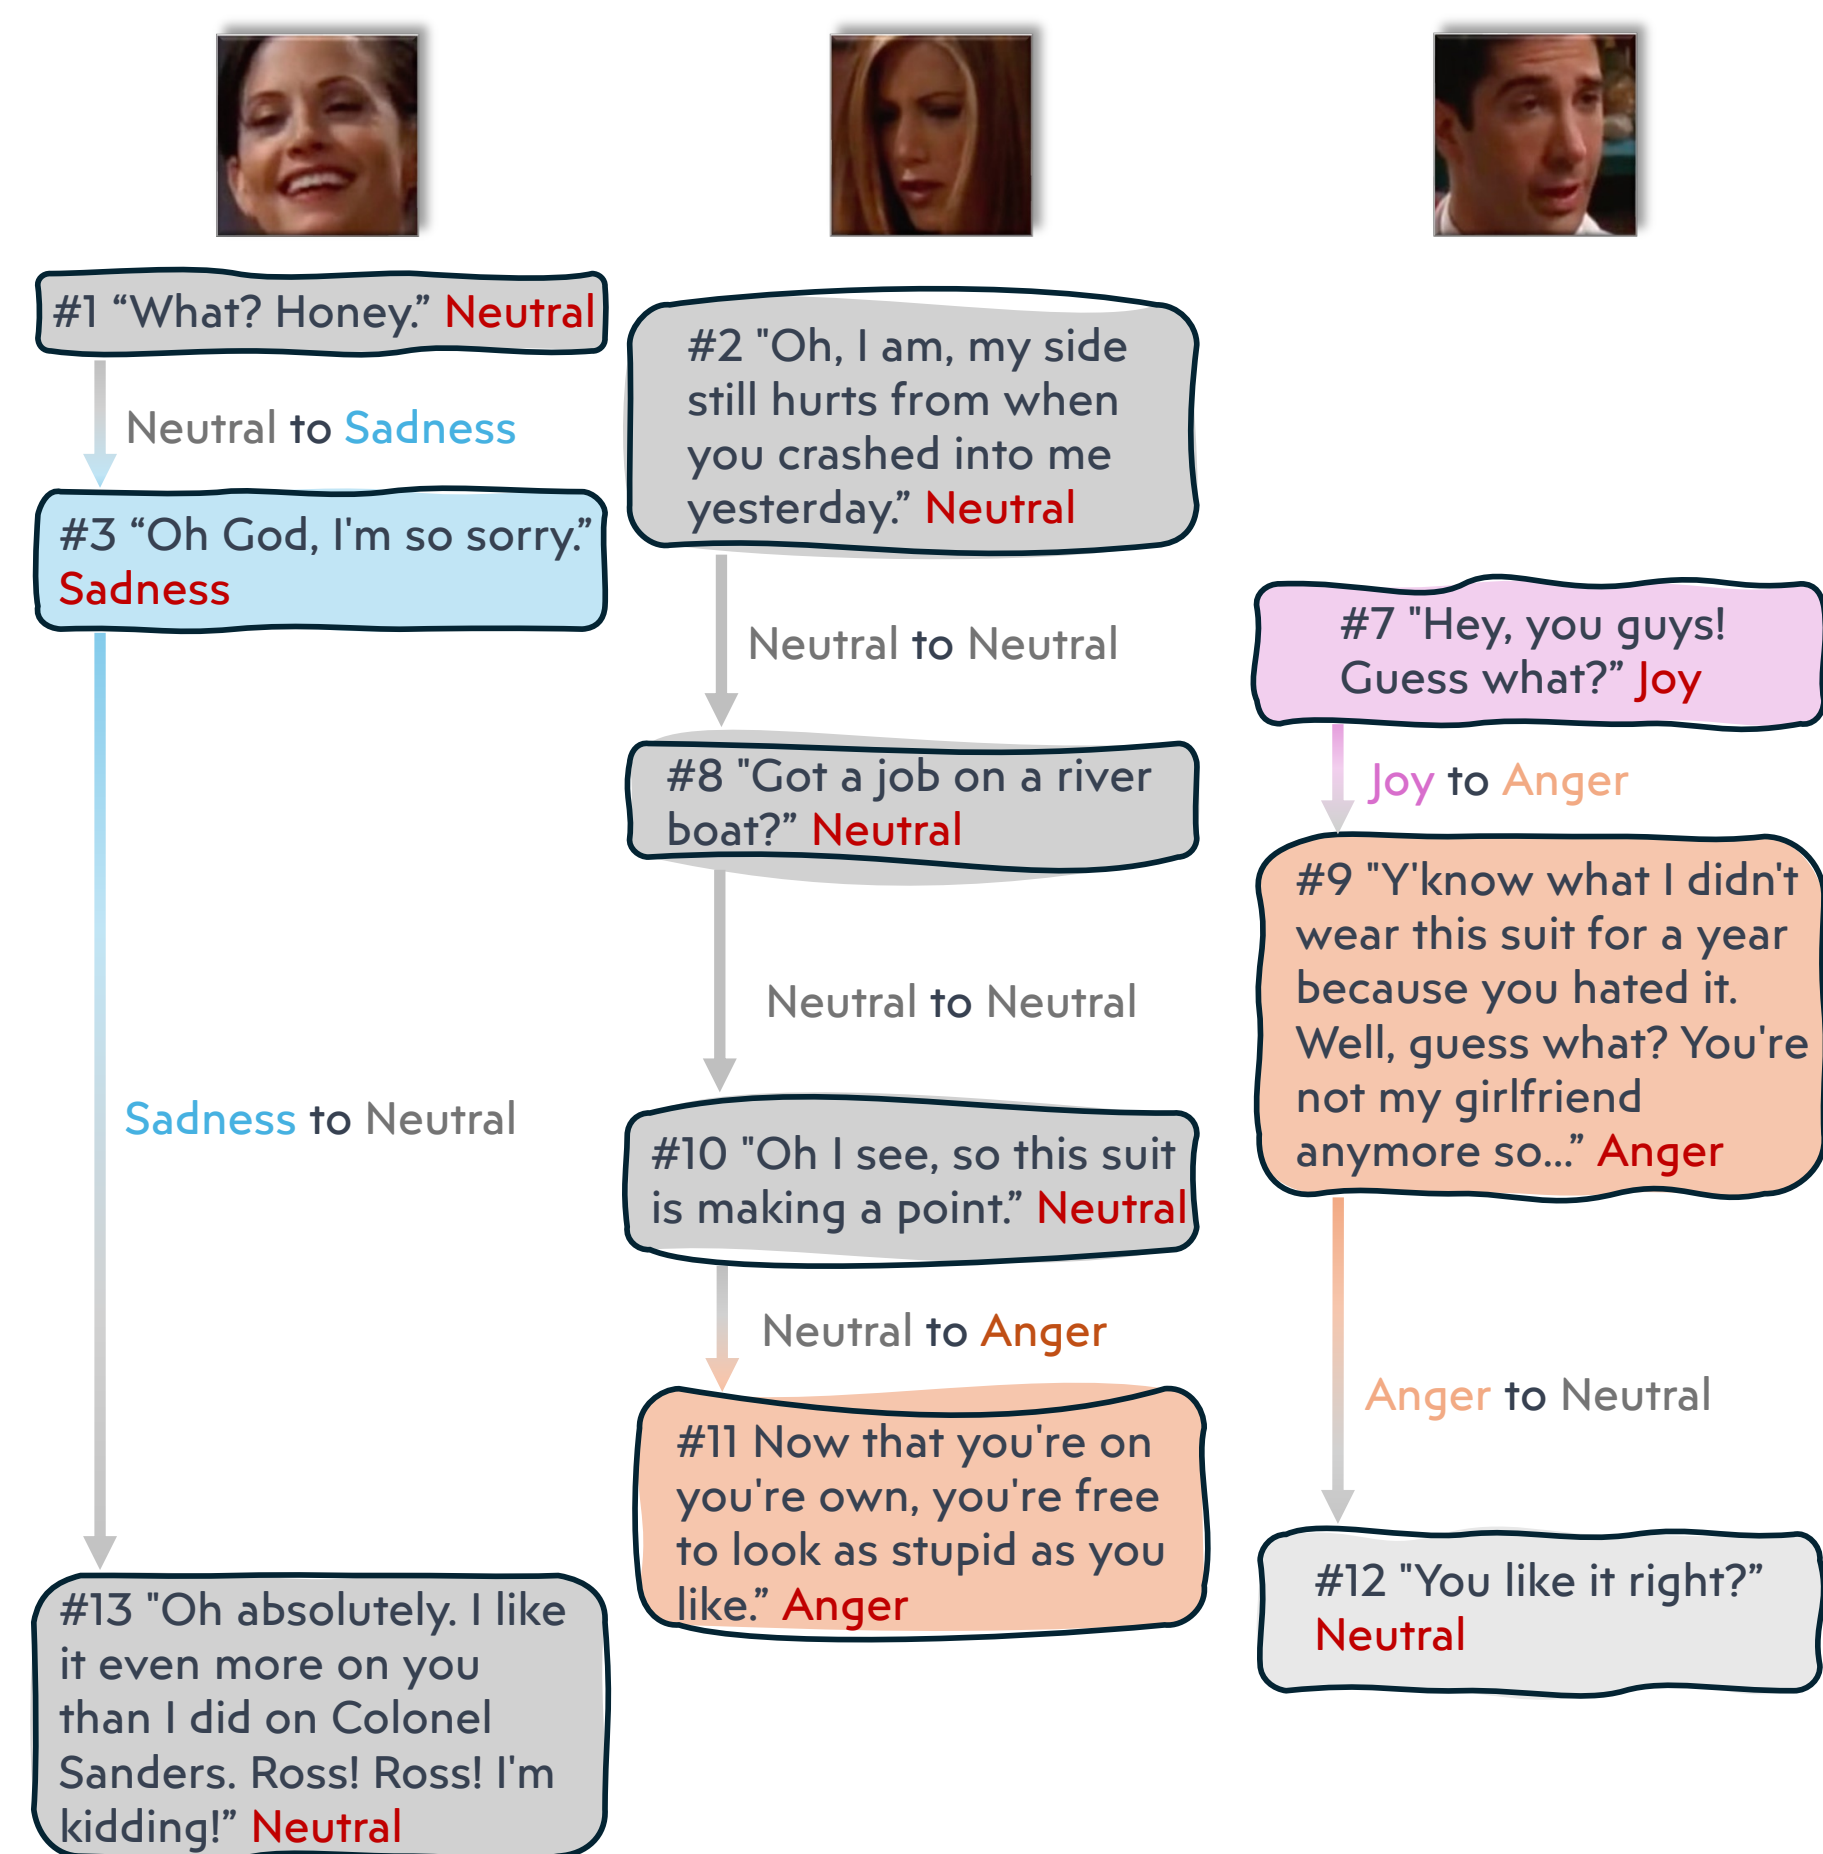 #1 “What? Honey.” Neutral
Neutral to Sadness
#3 “Oh God, I'm so sorry.”
Sadness
Sadness to Neutral
#13 "Oh absolutely. I like
it even more on you
than I did on Colonel
Sanders. Ross! Ross! I'm
kidding!” Neutral
#2 "Oh, I am, my side
still hurts from when
you crashed into me
yesterday.” Neutral
Neutral to Neutral
#8 "Got a job on a river
boat?” Neutral
Neutral to Neutral
#10 "Oh I see, so this suit
is making a point.” Neutral
Neutral to Anger
#11 Now that you're on
you're own, you're free
to look as stupid as you
like.” Anger
#7 "Hey, you guys!
Guess what?” Joy
Joy to Anger
#9 "Y'know what I didn't
wear this suit for a year
because you hated it.
Well, guess what? You're
not my girlfriend
anymore so...” Anger
Anger to Neutral
#12 "You like it right?”
Neutral